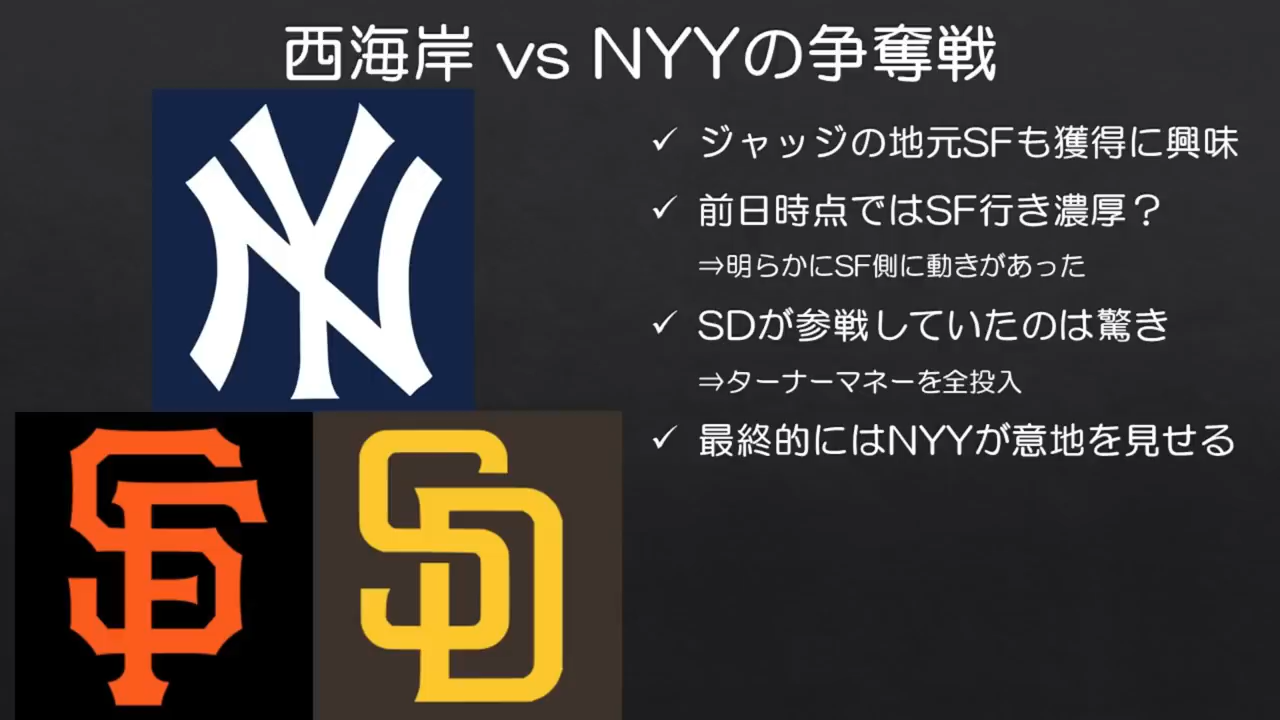 西海岸 vs NYYの争奪戦
✓ ジャッジの地元SFも獲得に興味
✓ 前日時点ではSF行き濃厚？
⇒明らかにSF側に動きがあった
✓ SDが参戦していたのは驚き
⇒ターナーマネーを全投入
✓ 最終的にはNYYが意地を見せる
NY
SF
SD